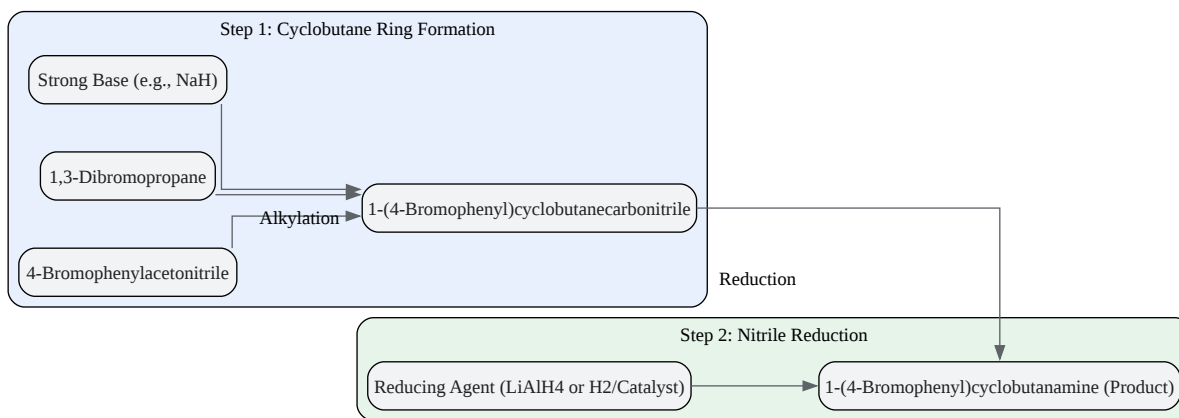 Step 1: Cyclobutane Ring Formation
Strong Base (e.g., NaH)
1,3-Dibromopropane
1-(4-Bromophenyl)cyclobutanecarbonitrile
Alkylation
4-Bromophenylacetonitrile
Reduction
Step 2: Nitrile Reduction
Reducing Agent (LiAlH4 or H2/Catalyst)
1-(4-Bromophenyl)cyclobutanamine (Product)